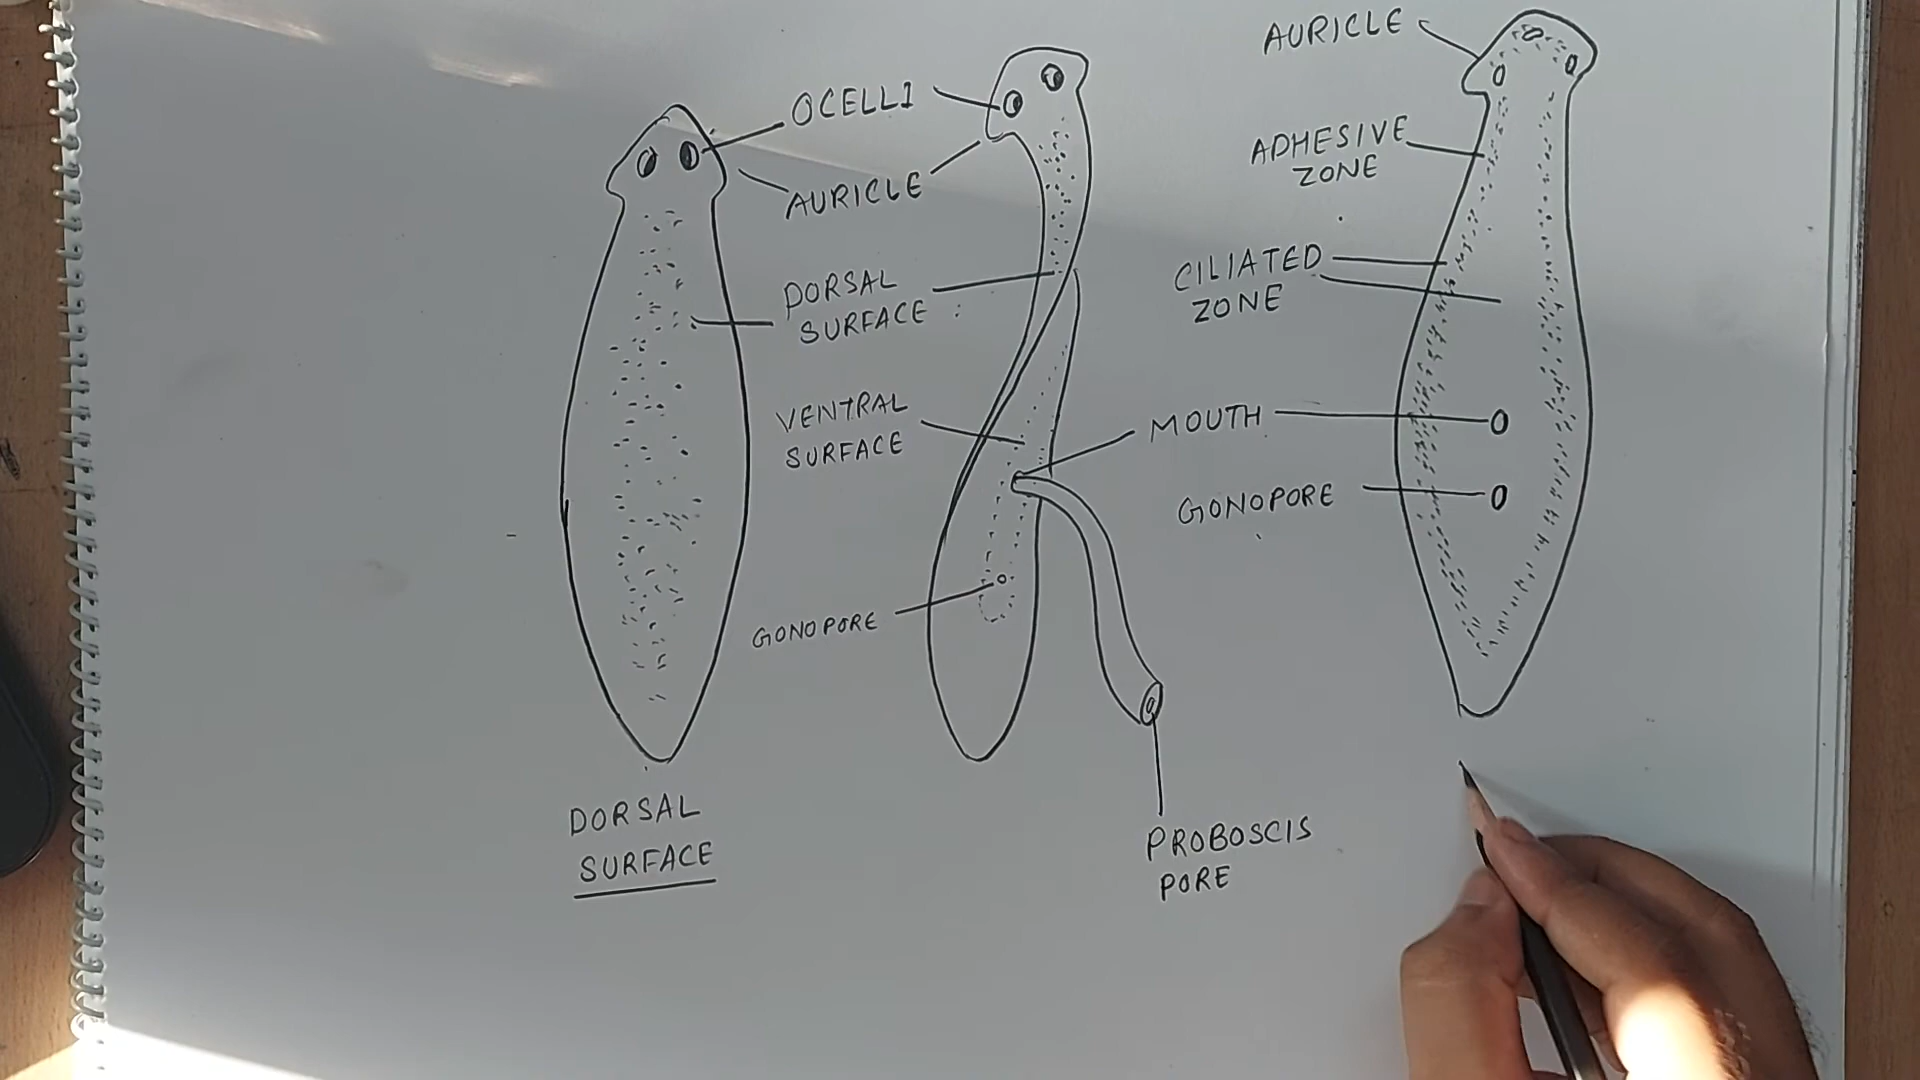 AURICLE
OCELLI
ADHESIVE
ZONE
AURICLE
CILIATED
ZONE
DORSAL
SURFACE
VENTRAL
SURFACE
MOUTH
GONOPORE
GONOPORE
DORSAL
SURFACE
PROBOSCIS
PORE